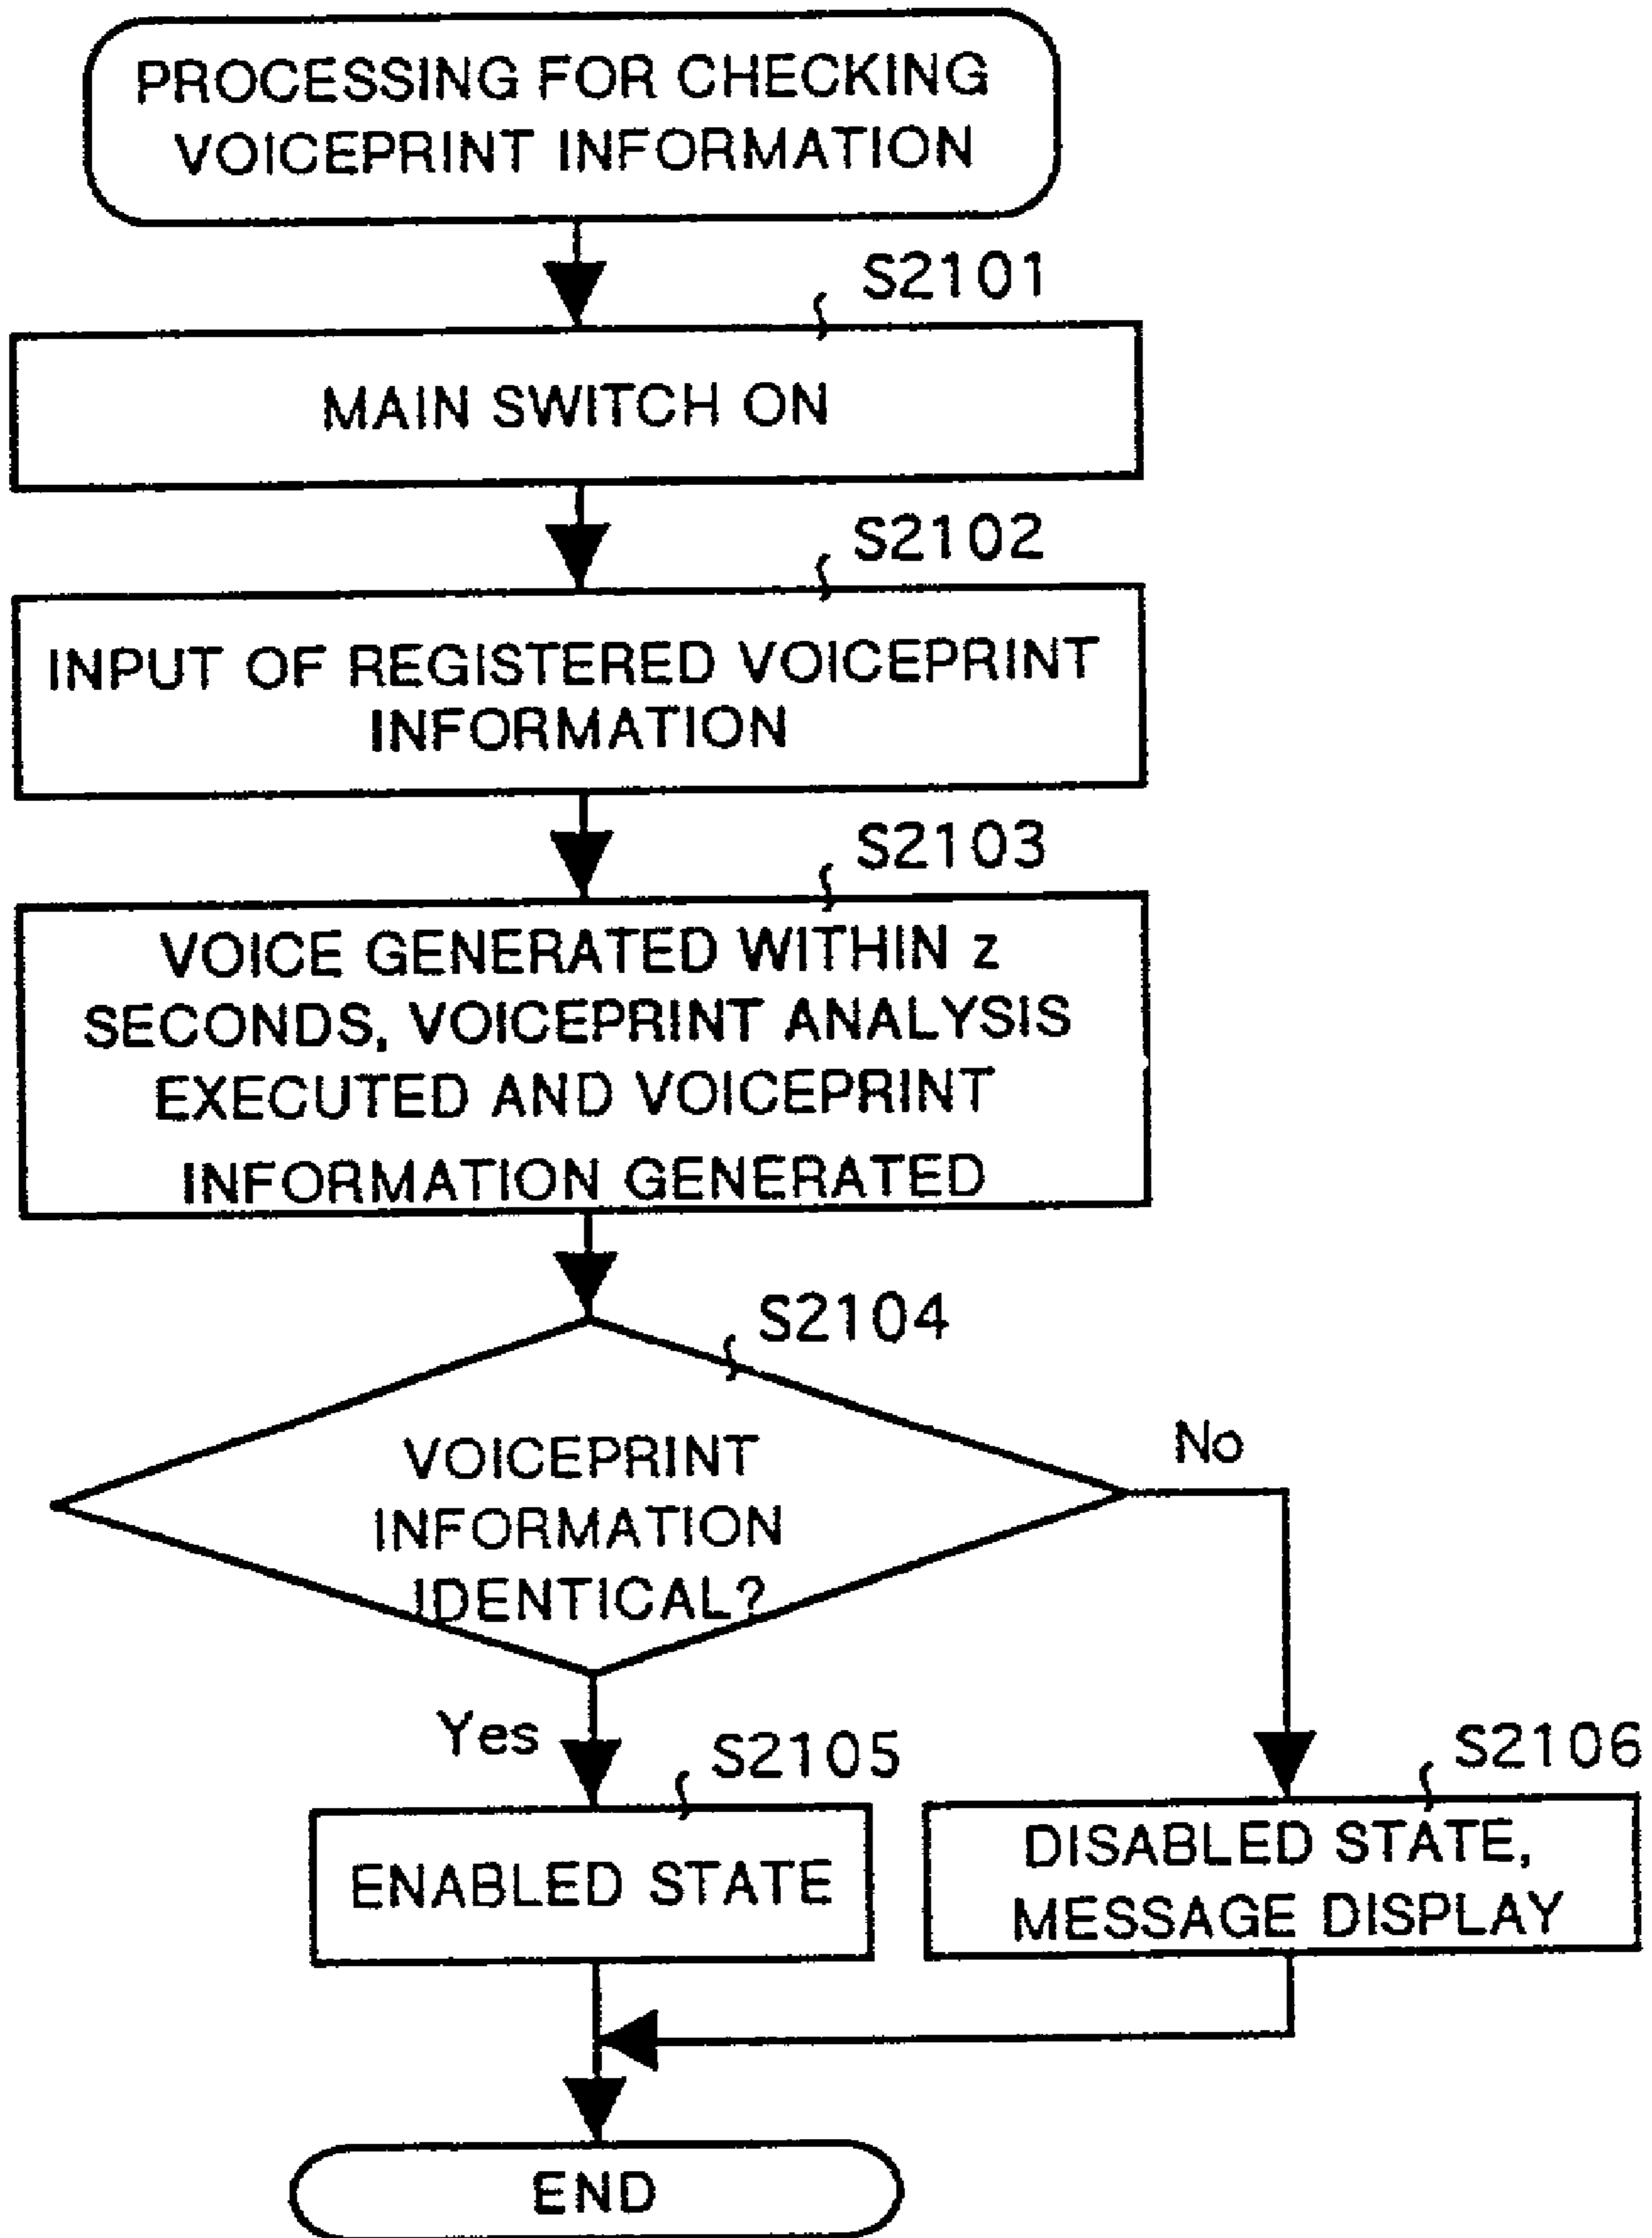 PROCESSING FOR CHECKING
VOICEPRINT INFORMATION
S2101
MAIN SWITCH ON
S2102
INPUT OF REGISTERED VOICEPRINT
INFORMATION
S2103
VOICE GENERATED WITHIN z
SECONDS, VOICEPRINT ANALYSIS
EXECUTED AND VOICEPRINT
INFORMATION GENERATED
S2104
VOICEPRINT
INFORMATION
IDENTICAL?
No
Yes
S2105
ENABLED STATE
S2106
DISABLED STATE,
MESSAGE DISPLAY
END